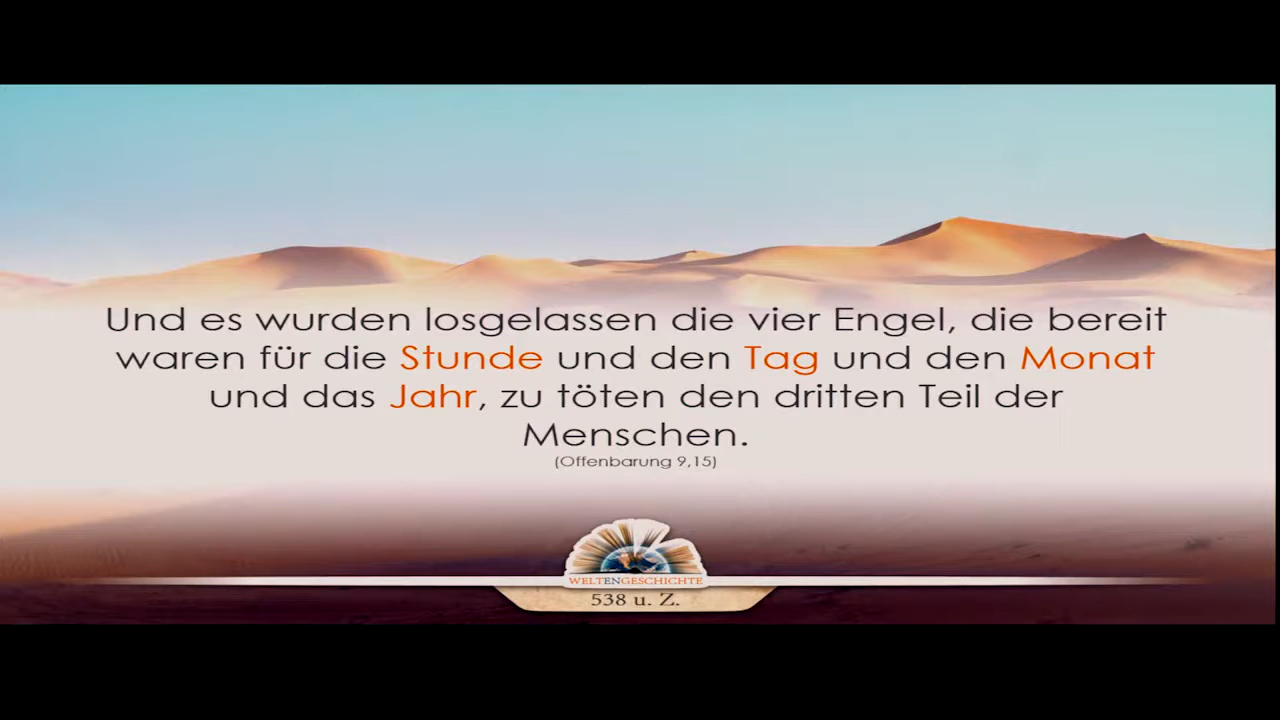 Und es wurden losgelassen die vier Engel, die bereit
waren für die Stunde und den Tag und den Monat
und das Jahr, zu töten den dritten Teil der
Menschen.
(Offenbarung 9,15)
WELTENGESCHICHTE
538 u. Z.